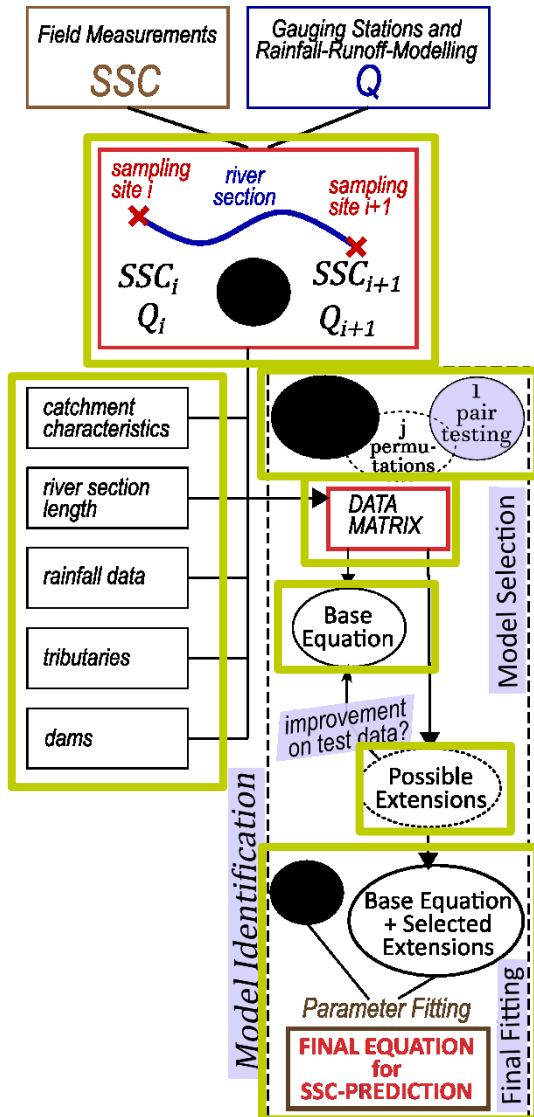 Field Measurements
SSC
Gauging Stations and
Rainfall-Runoff-Modelling
Q
sampling
site i
river
section
sampling
site i+1
SSCᵢ
Qᵢ
SSCᵢ₊₁
Qᵢ₊₁
catchment
characteristics
river section
length
rainfall data
tributaries
dams
j
permu-
tations
1
pair
testing
DATA
MATRIX
Base
Equation
improvement
on test data?
Possible
Extensions
Model Selection
Model Identification
Base Equation
+ Selected
Extensions
Parameter Fitting
FINAL EQUATION
for
SSC-PREDICTION
Final Fitting